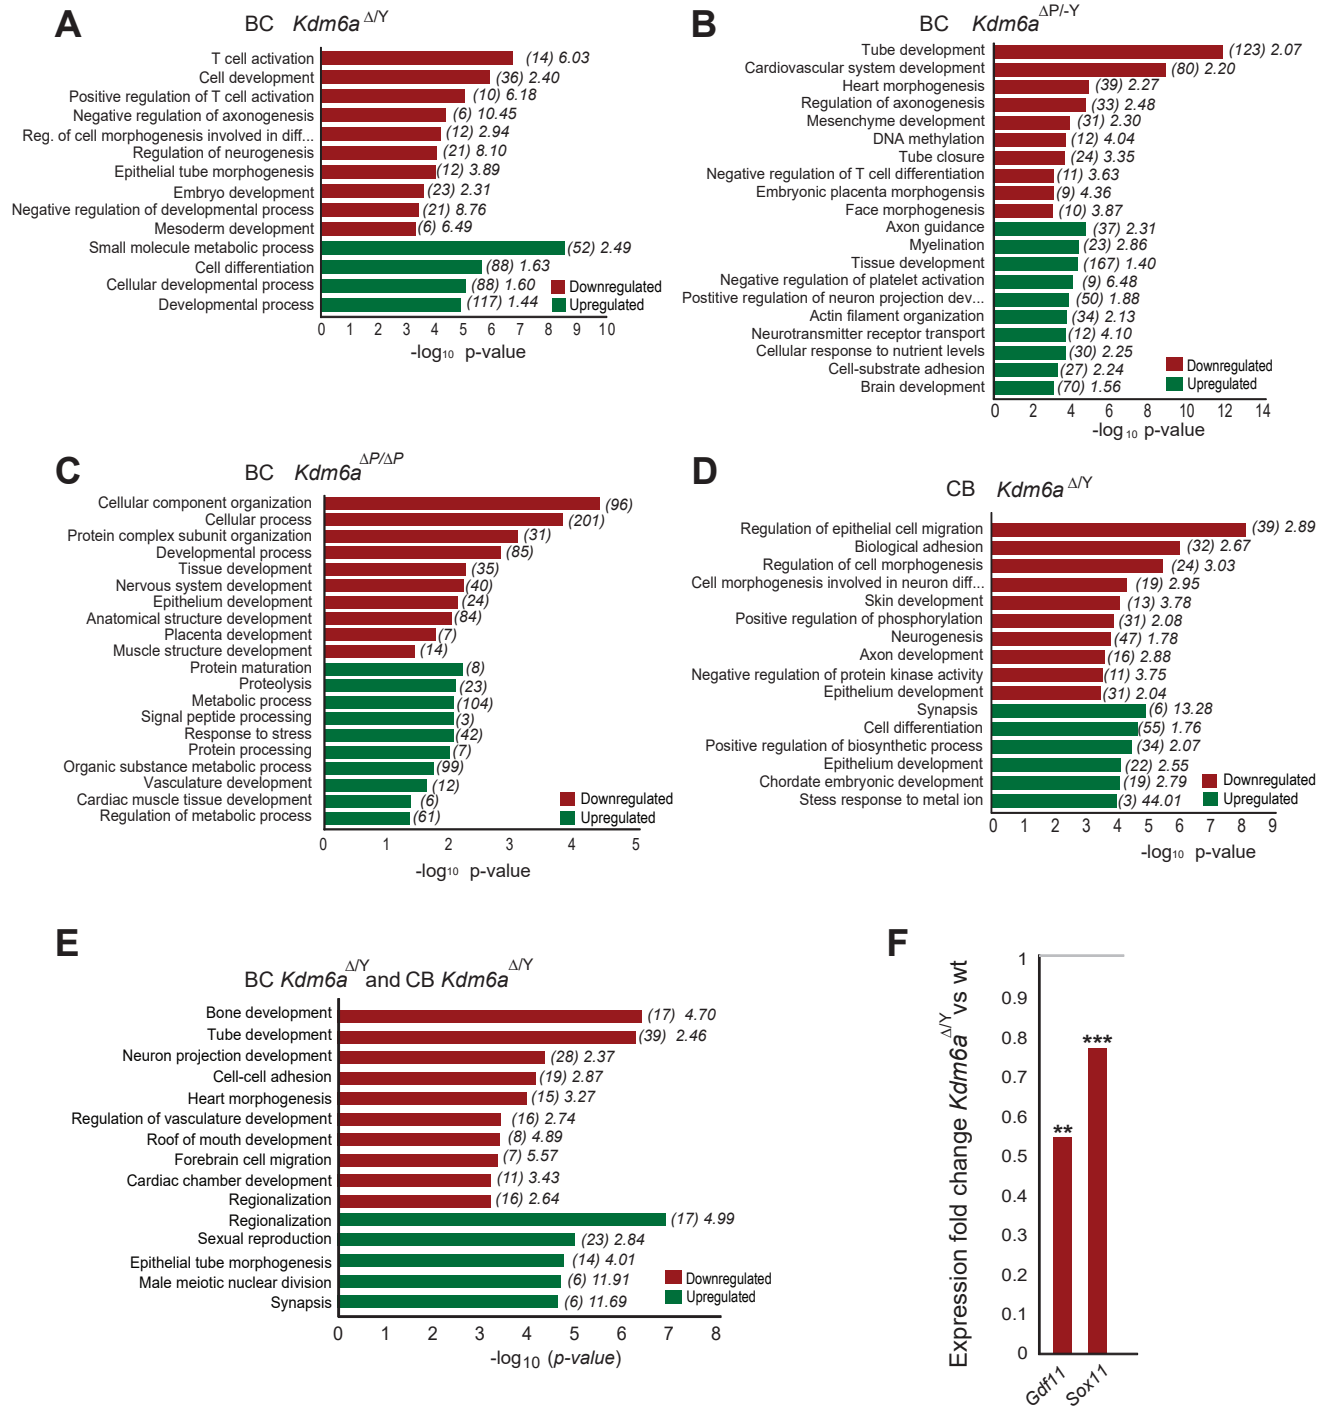 A
BC Kdm6a Δ/Y
T cell activation (14) 6.03
Cell development (36) 2.40
Positive regulation of T cell activation (10) 6.18
Negative regulation of axonogenesis (6) 10.45
Reg. of cell morphogenesis involved in diff... (12) 2.94
Regulation of neurogenesis (21) 8.10
Epithelial tube morphogenesis (12) 3.89
Embryo development (23) 2.31
Negative regulation of developmental process (21) 8.76
Mesoderm development (6) 6.49
Small molecule metabolic process (52) 2.49
Cell differentiation (88) 1.63
Cellular developmental process (88) 1.60
Developmental process (117) 1.44
Downregulated
Upregulated
0 1 2 3 4 5 6 7 8 9 10
-log10 p-value
B
BC Kdm6a ΔP/-Y
Tube development (123) 2.07
Cardiovascular system development (80) 2.20
Heart morphogenesis (39) 2.27
Regulation of axonogenesis (33) 2.48
Mesenchyme development (31) 2.30
DNA methylation (12) 4.04
Tube closure (24) 3.35
Negative regulation of T cell differentiation (11) 3.63
Embryonic placenta morphogensis (9) 4.36
Face morphogenesis (10) 3.87
Axon guidance (37) 2.31
Myelination (23) 2.86
Tissue development (167) 1.40
Negative regulation of platelet activation (9) 6.48
Postitive regulation of neuron projection dev... (50) 1.88
Actin filament organization (34) 2.13
Neurotransmitter receptor transport (12) 4.10
Cellular response to nutrient levels (30) 2.25
Cell-substrate adhesion (27) 2.24
Brain development (70) 1.56
Downregulated
Upregulated
0 2 4 6 8 10 12 14
-log10 p-value
C
BC Kdm6a ΔP/ΔP
Cellular component organization (96)
Cellular process (201)
Protein complex subunit organization (31)
Developmental process (85)
Tissue development (35)
Nervous system development (40)
Epithelium development (24)
Anatomical structure development (84)
Placenta development (7)
Muscle structure development (14)
Protein maturation (8)
Proteolysis (23)
Metabolic process (104)
Signal peptide processing (3)
Response to stress (42)
Protein processing (7)
Organic substance metabolic process (99)
Vasculature development (12)
Cardiac muscle tissue development (6)
Regulation of metabolic process (61)
Downregulated
Upregulated
0 1 2 3 4 5
-log10 p-value
D
CB Kdm6a Δ/Y
Regulation of epithelial cell migration (39) 2.89
Biological adhesion (32) 2.67
Regulation of cell morphogenesis (24) 3.03
Cell morphogenesis involved in neuron diff... (19) 2.95
Skin development (13) 3.78
Positive regulation of phosphorylation (31) 2.08
Neurogenesis (47) 1.78
Axon development (16) 2.88
Negative regulation of protein kinase activity (11) 3.75
Epithelium development (31) 2.04
Synapsis (6) 13.28
Cell differentiation (55) 1.76
Positive regulation of biosynthetic process (34) 2.07
Epithelium development (22) 2.55
Chordate embryonic development (19) 2.79
Stess response to metal ion (3) 44.01
Downregulated
Upregulated
0 1 2 3 4 5 6 7 8 9
-log10 p-value
E
BC Kdm6a Δ/Y and CB Kdm6a Δ/Y
Bone development (17) 4.70
Tube development (39) 2.46
Neuron projection development (28) 2.37
Cell-cell adhesion (19) 2.87
Heart morphogenesis (15) 3.27
Regulation of vasculature development (16) 2.74
Roof of mouth development (8) 4.89
Forebrain cell migration (7) 5.57
Cardiac chamber development (11) 3.43
Regionalization (16) 2.64
Regionalization (17) 4.99
Sexual reproduction (23) 2.84
Epithelial tube morphogenesis (14) 4.01
Male meiotic nuclear division (6) 11.91
Synapsis (6) 11.69
Downregulated
Upregulated
0 1 2 3 4 5 6 7 8
-log10 (p-value)
F
Expression fold change Kdm6a Δ/Y vs wt
1
0.9
0.8
0.7
0.6
0.5
0.4
0.3
0.2
0.1
0
**
***
Gdf11
Sox11